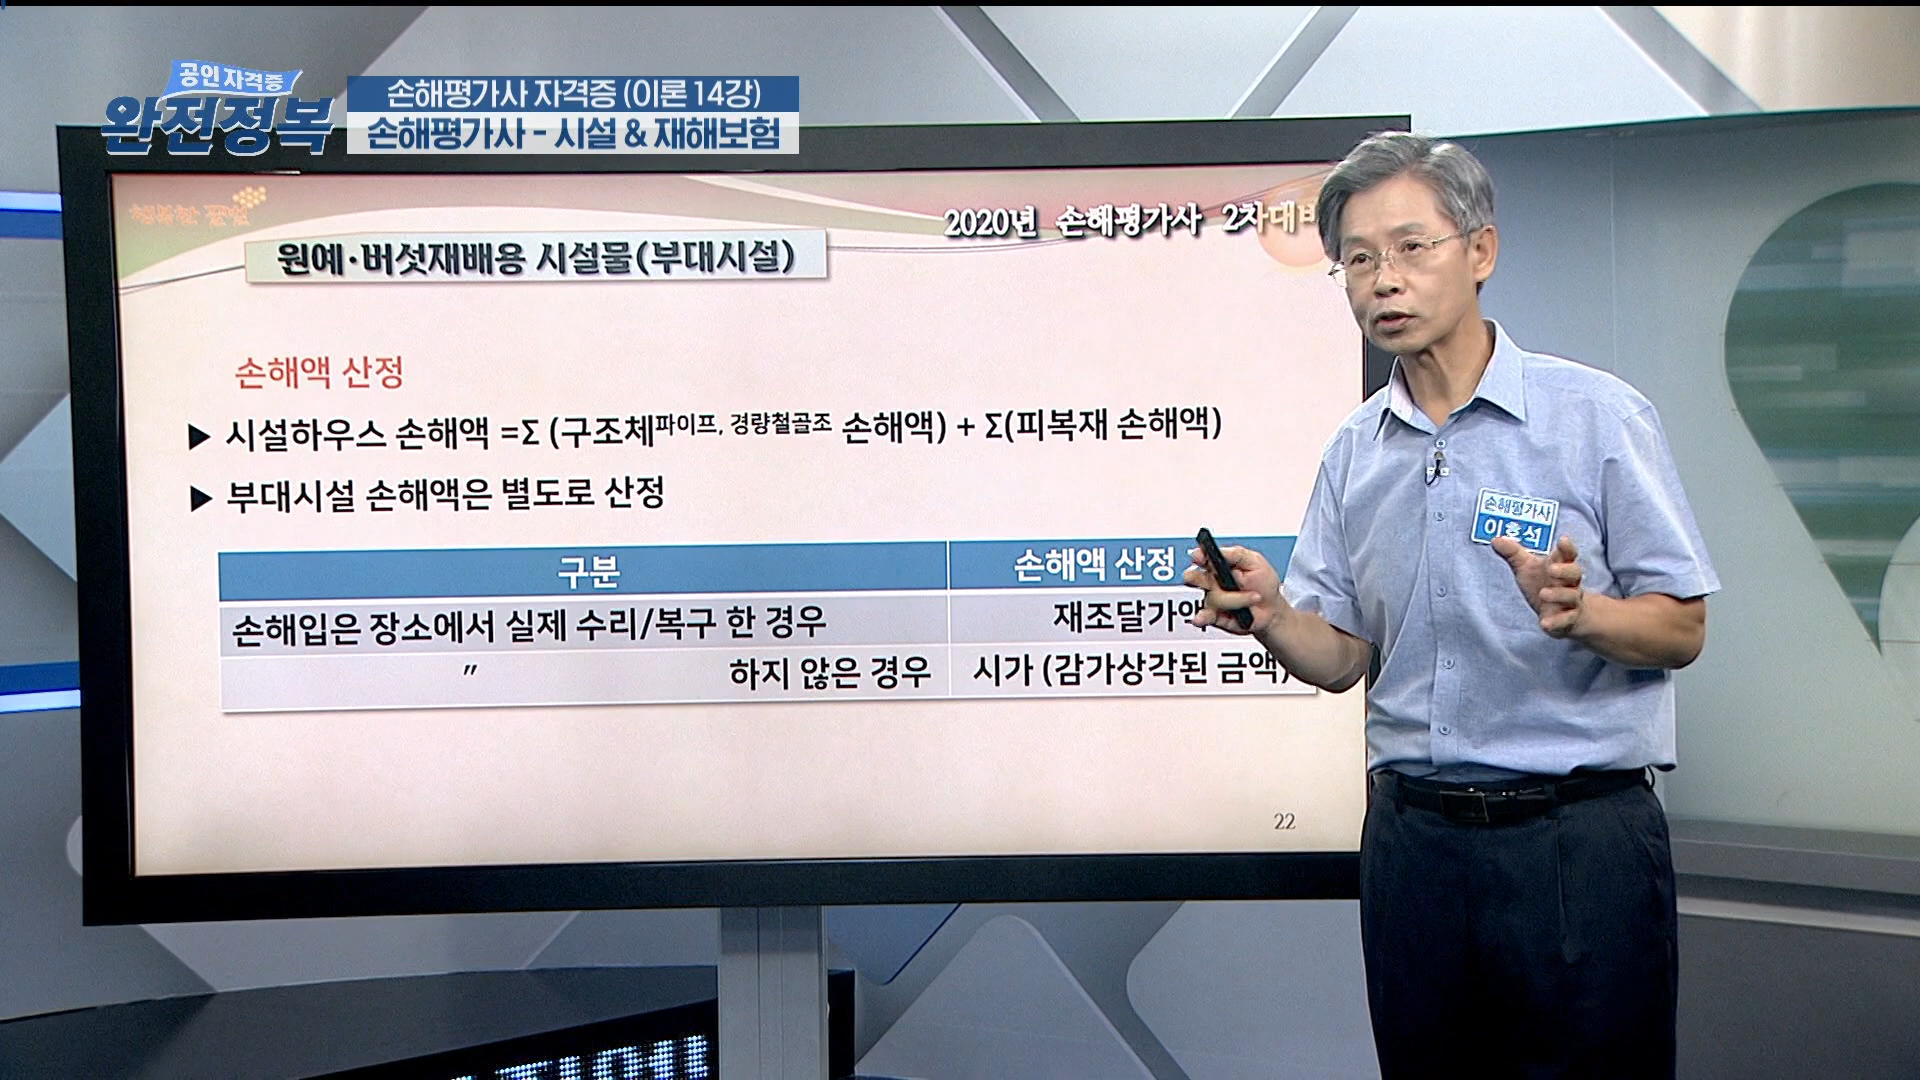 공인 자격증
완전정복
손해평가사 자격증 (이론 14강)
손해평가사 - 시설 & 재해보험
행복한
2020년 손해평가사 2차대비
원예·버섯재배용 시설물(부대시설)
손해액 산정
▶ 시설하우스 손해액 =Σ (구조체파이프, 경량철골조 손해액) + Σ(피복재 손해액)
▶ 부대시설 손해액은 별도로 산정
구분 손해액 산정
손해입은 장소에서 실제 수리/복구 한 경우 재조달가액
〃 하지 않은 경우 시가 (감가상각된 금액)
22
손해평가사
이호석